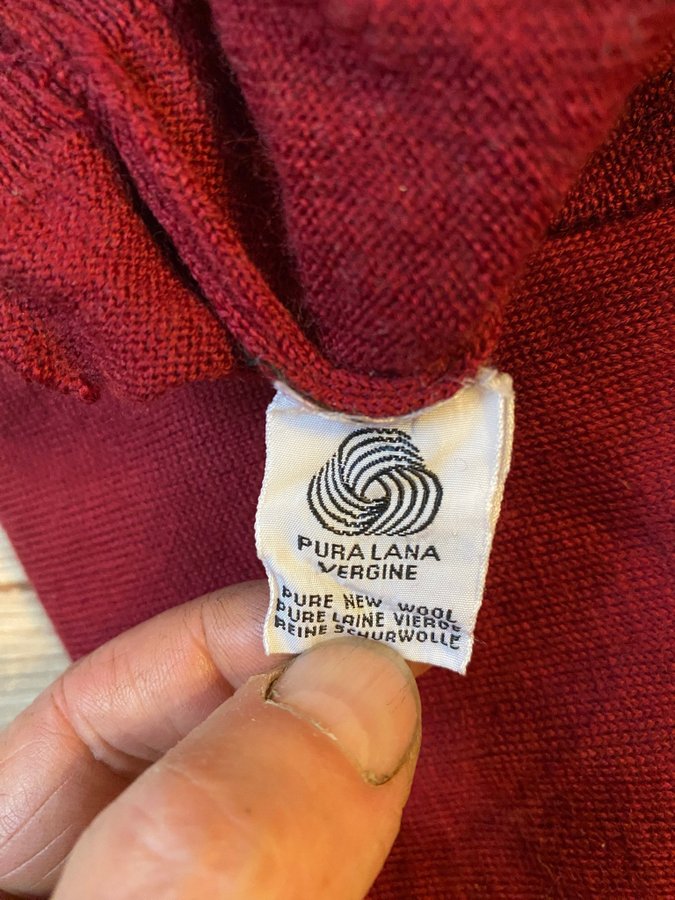 PURA LANA
VERGINE
PURE NEW WOOL
PURE LAINE VIERGE
REINE SCHURWOLLE